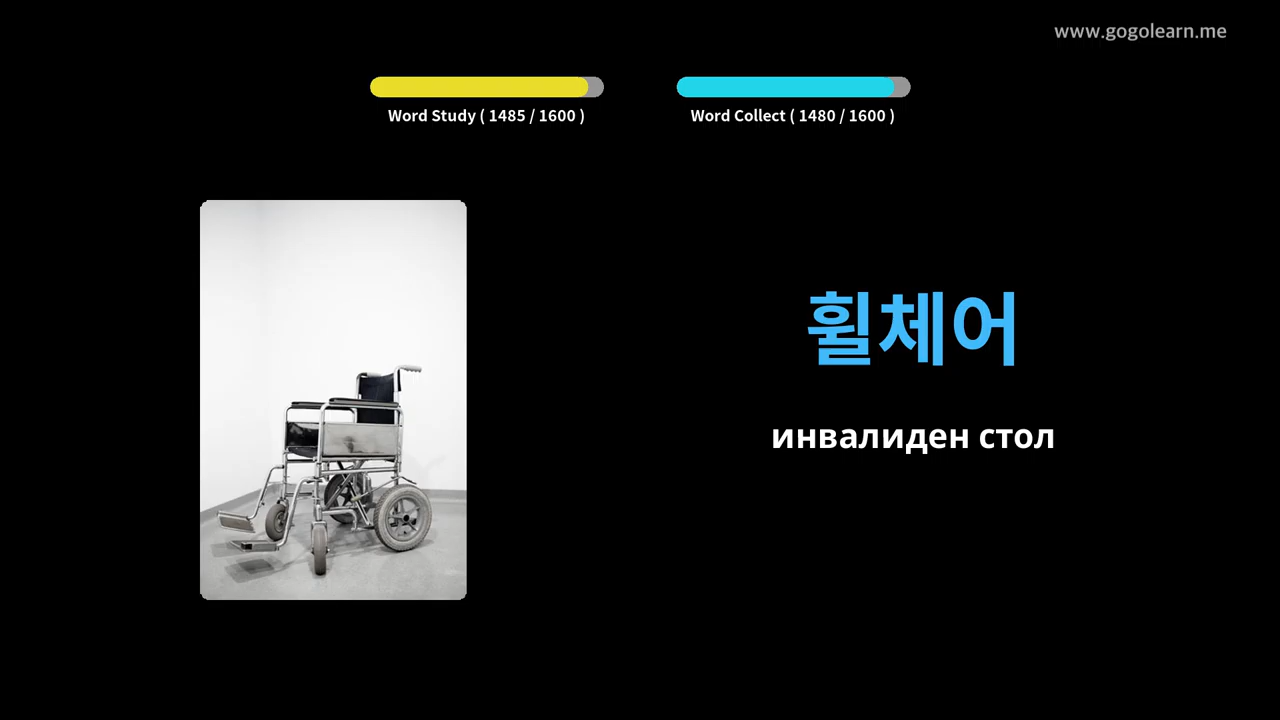 www.gogolearn.me
Word Study ( 1485 / 1600 )
Word Collect ( 1480 / 1600 )
휠체어
инвалиден стол